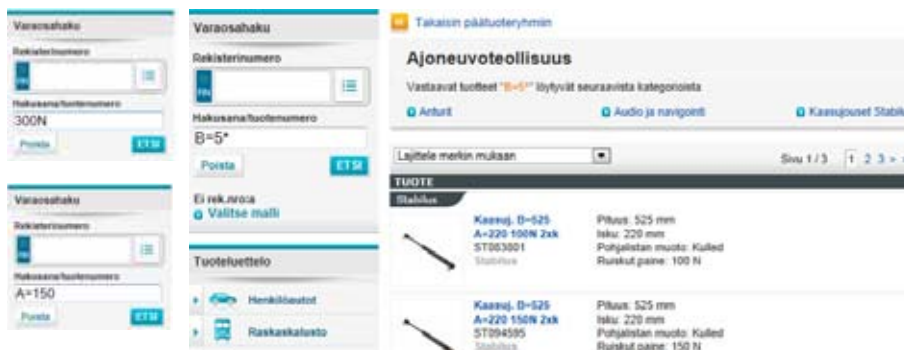 Varaosahaku
Rekisterinumero
FIN
Hakusana/tuotenumero
300N
Poista
ETSI
Varaosahaku
Rekisterinumero
Hakusana/tuotenumero
A=150
Poista
ETSI
Varaosahaku
Rekisterinumero
FIN
Hakusana/tuotenumero
B=5*
Poista
ETSI
Ei rek.nro:a
Valitse malli
Tuoteluettelo
Henkilöautot
Raskaskalusto
Takaisin päätuoteryhmiin
Ajoneuvoteollisuus
Vastaavat tuotteet "B=5*" löytyvät seuraavista kategorioista
Anturit
Audio ja navigointi
Kaasujouset Stabilus
Lajittele merkin mukaan
Sivu 1 / 3 1 2 3 >
TUOTE
Stabilus
Kaasuj. B=525
A=220 100N 2xk
ST083801
Stabilus
Pituus: 525 mm
Isku: 220 mm
Pohjalistan muoto: Kulled
Ruiskut.paine: 100 N
Kaasuj. B=525
A=220 150N 2xk
ST094595
Stabilus
Pituus: 525 mm
Isku: 220 mm
Pohjalistan muoto: Kulled
Ruiskut.paine: 150 N